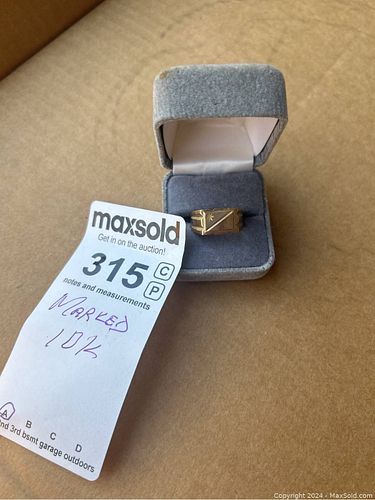 maxsold
Get in on the auction!
315 C
P
notes and measurements
MARKED
10K
A B C D
2nd 3rd bsmt garage outdoors
Copyright 2024 - MaxSold.com